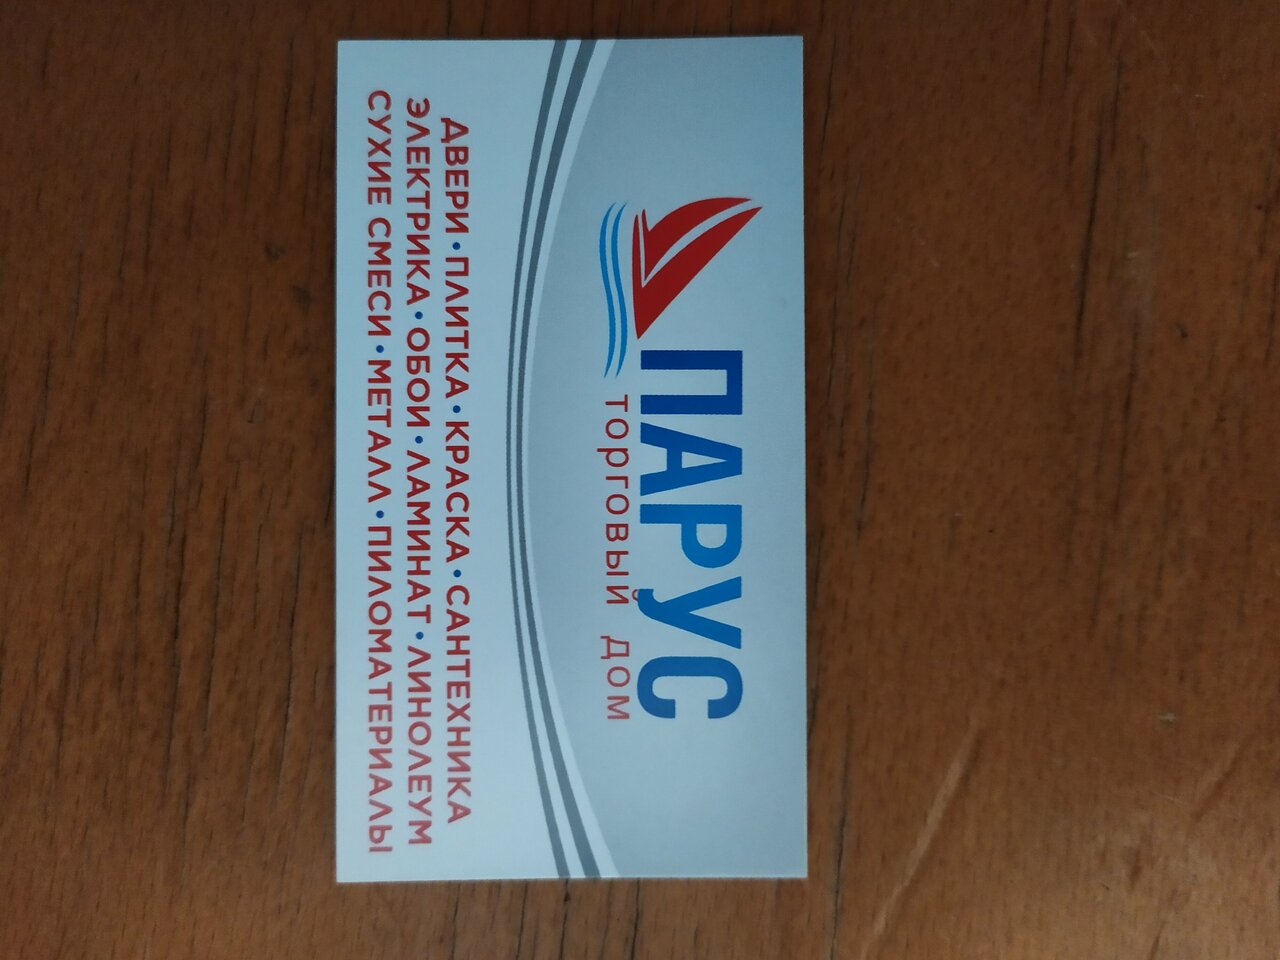 ПАРУС
торговый дом
ДВЕРИ•ПЛИТКА•КРАСКА•САНТЕХНИКА
ЭЛЕКТРИКА•ОБОИ•ЛАМИНАТ•ЛИНОЛЕУМ
СУХИЕ СМЕСИ•МЕТАЛЛ•ПИЛОМАТЕРИАЛЫ